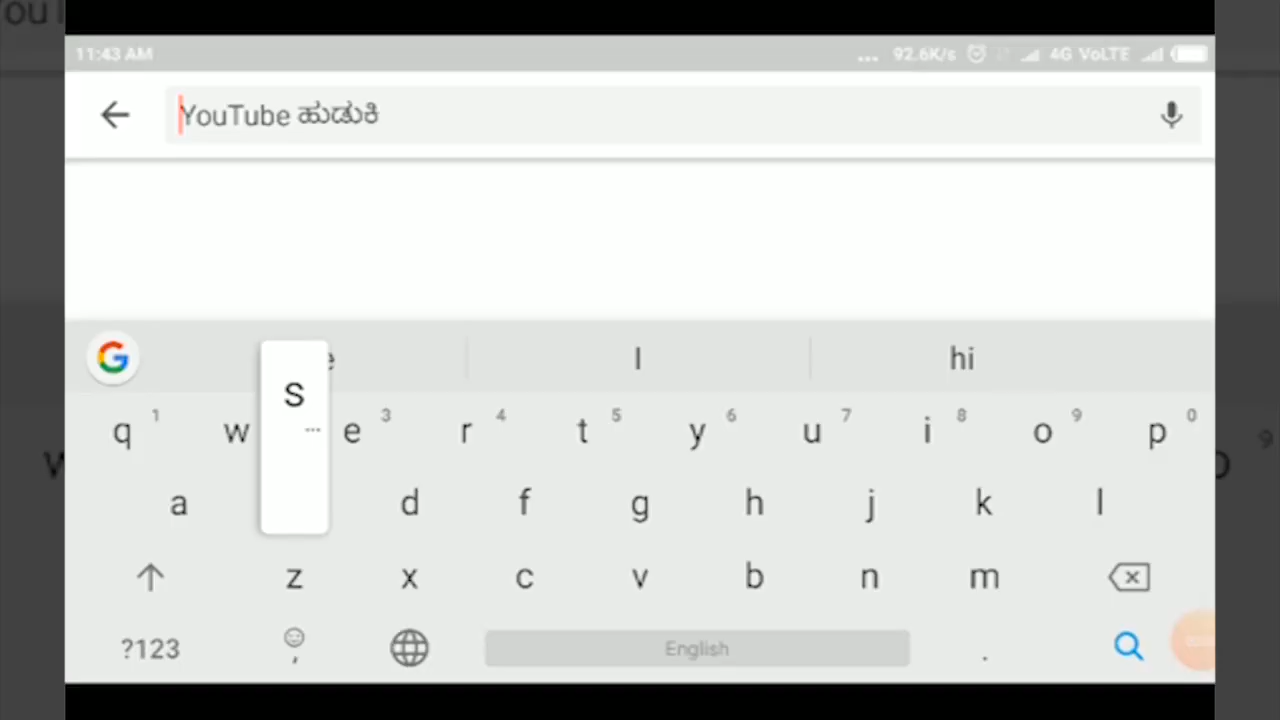 11:43 AM ... 92.6K/s 4G VoLTE
YouTube ಹುಡುಕಿ
I hi
q 1 w e 3 r 4 t 5 y 6 u 7 i 8 o 9 p 0
a S d f g h j k l
z x c v b n m
?123 , English .